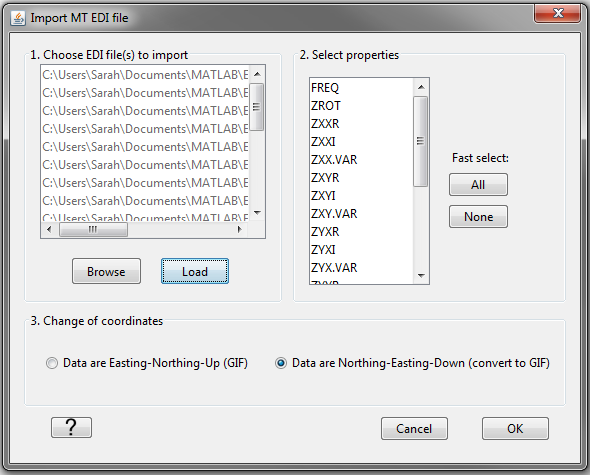 Import MT EDI file
1. Choose EDI file(s) to import
C:\Users\Sarah\Documents\MATLAB\E
C:\Users\Sarah\Documents\MATLAB\E
C:\Users\Sarah\Documents\MATLAB\E
C:\Users\Sarah\Documents\MATLAB\E
C:\Users\Sarah\Documents\MATLAB\E
C:\Users\Sarah\Documents\MATLAB\E
C:\Users\Sarah\Documents\MATLAB\E
C:\Users\Sarah\Documents\MATLAB\E
C:\Users\Sarah\Documents\MATLAB\E
Browse
Load
2. Select properties
FREQ
ZROT
ZXXR
ZXXI
ZXX.VAR
ZXYR
ZXYI
ZXY.VAR
ZYXR
ZYXI
ZYX.VAR
ZYYR
Fast select:
All
None
3. Change of coordinates
Data are Easting-Northing-Up (GIF)
Data are Northing-Easting-Down (convert to GIF)
?
Cancel
OK